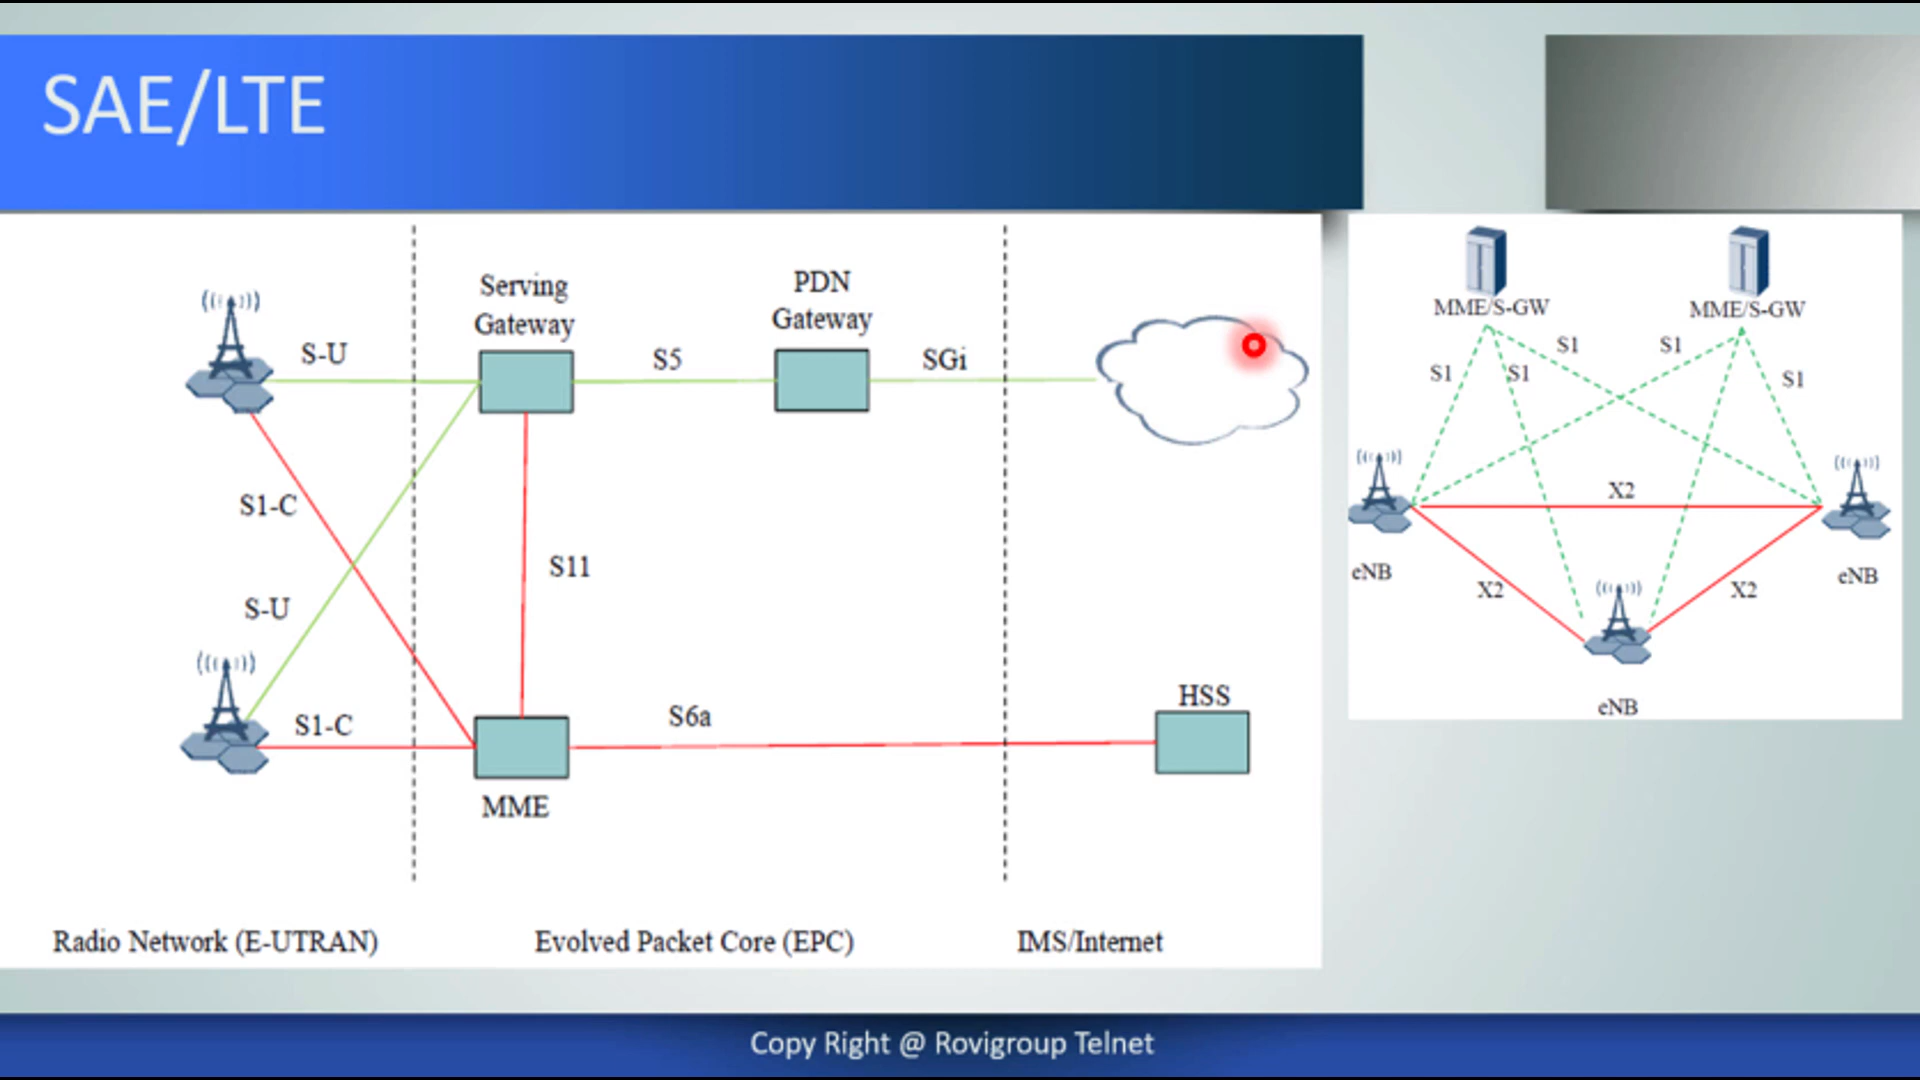 SAE/LTE
Serving
Gateway
PDN
Gateway
S-U
S5
SGi
S1-C
S11
S-U
S1-C
S6a
HSS
MME
Radio Network (E-UTRAN)
Evolved Packet Core (EPC)
IMS/Internet
MME/S-GW
MME/S-GW
S1
S1
S1
S1
S1
X2
eNB
eNB
X2
X2
eNB
Copy Right @ Rovigroup Telnet